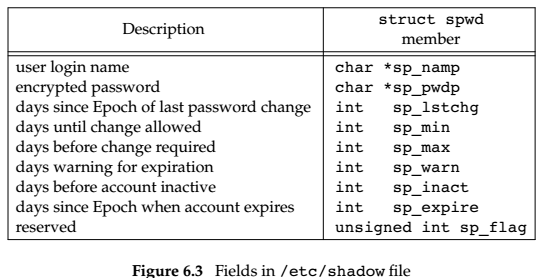 Description struct spwd
member
user login name char *sp_namp
encrypted password char *sp_pwdp
days since Epoch of last password change int sp_lstchg
days until change allowed int sp_min
days before change required int sp_max
days warning for expiration int sp_warn
days before account inactive int sp_inact
days since Epoch when account expires int sp_expire
reserved unsigned int sp_flag
Figure 6.3 Fields in /etc/shadow file